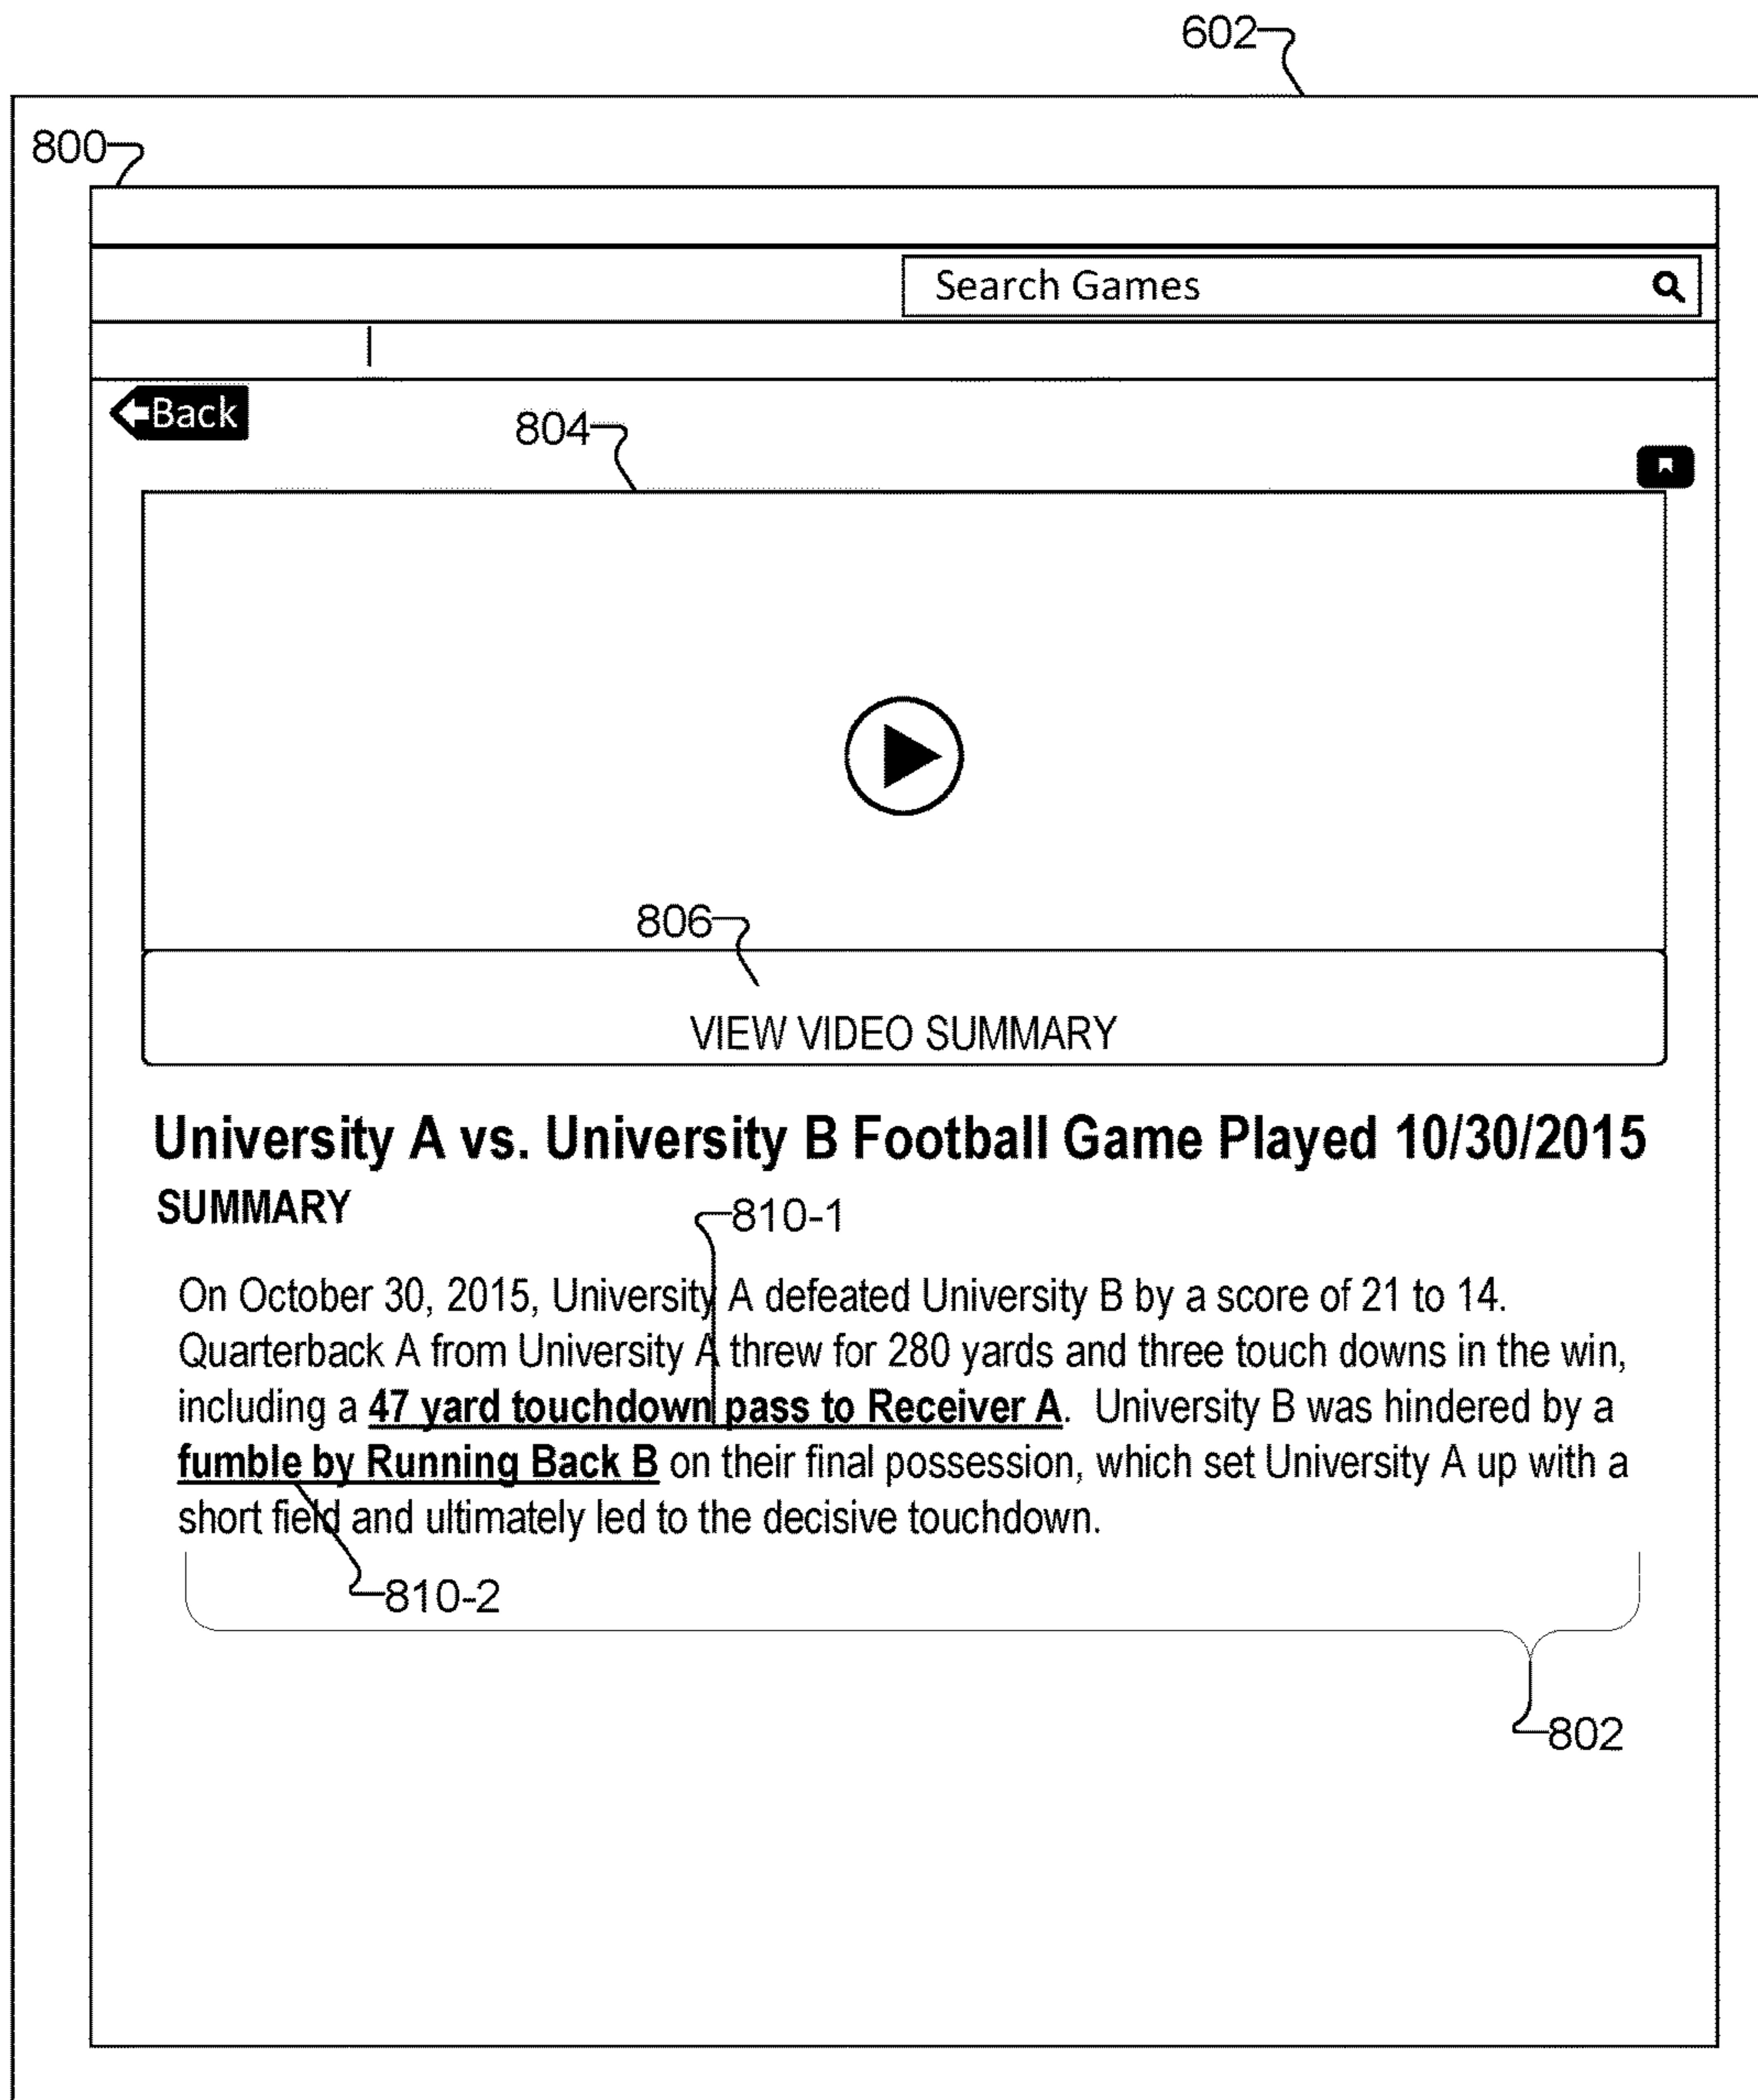 602
800
Search Games
Back
804
806
VIEW VIDEO SUMMARY
University A vs. University B Football Game Played 10/30/2015
SUMMARY
810-1
On October 30, 2015, University A defeated University B by a score of 21 to 14.
Quarterback A from University A threw for 280 yards and three touch downs in the win,
including a 47 yard touchdown pass to Receiver A. University B was hindered by a
fumble by Running Back B on their final possession, which set University A up with a
short field and ultimately led to the decisive touchdown.
810-2
802